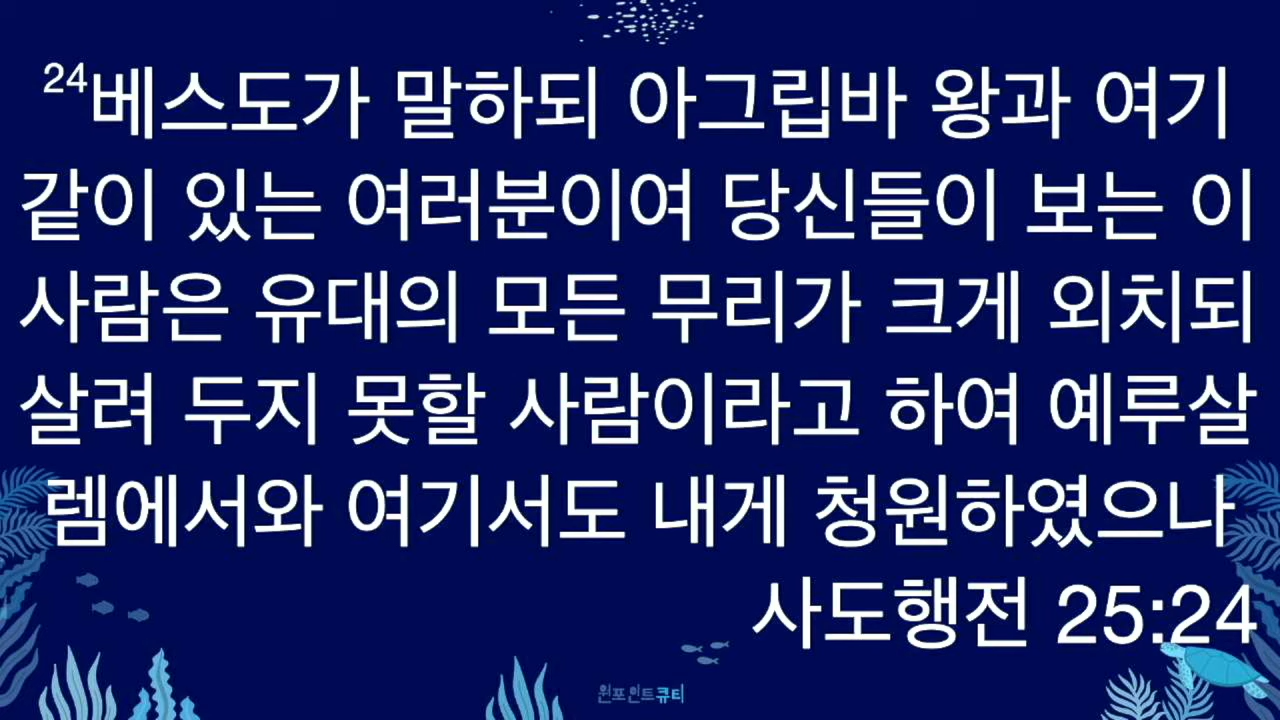 24베스도가 말하되 아그립바 왕과 여기
같이 있는 여러분이여 당신들이 보는 이
사람은 유대의 모든 무리가 크게 외치되
살려 두지 못할 사람이라고 하여 예루살
렘에서와 여기서도 내게 청원하였으나
사도행전 25:24
원포인트큐티